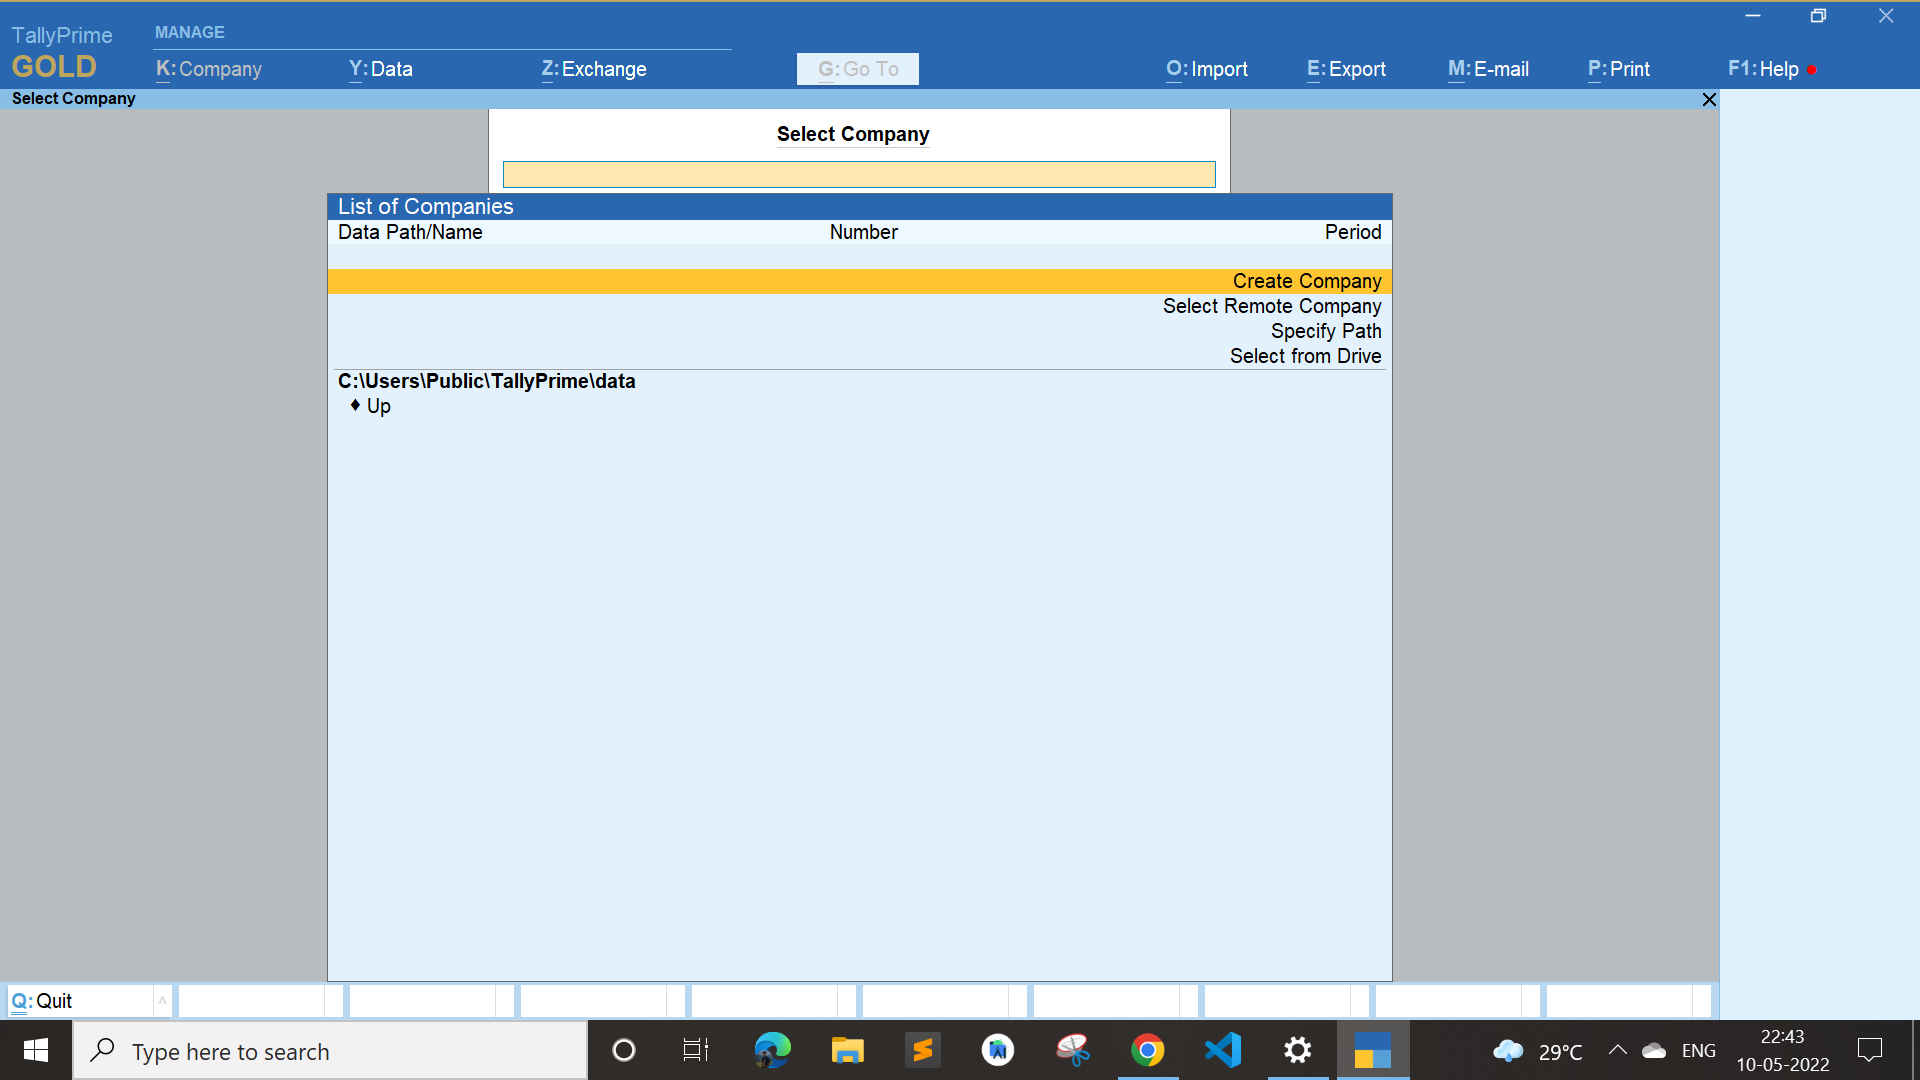 TallyPrime
GOLD
MANAGE
K:Company
Y:Data
Z:Exchange
G:Go To
O:Import
E:Export
M:E-mail
P:Print
F1:Help
Select Company
Select Company
List of Companies
Data Path/Name Number Period
Create Company
Select Remote Company
Specify Path
Select from Drive
C:\Users\Public\TallyPrime\data
♦ Up
Q:Quit
Type here to search
29°C
ENG
22:43
10-05-2022